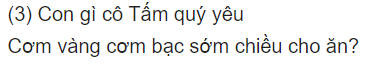 (3) Con gì cô Tấm quý yêu
Cơm vàng cơm bạc sớm chiều cho ăn?